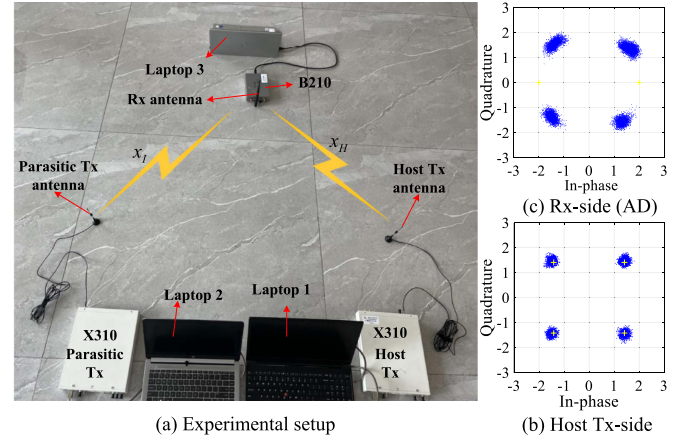 Laptop 3
B210
Rx antenna
x_I
x_H
Parasitic Tx
antenna
Host Tx
antenna
Laptop 2
Laptop 1
X310
Parasitic
Tx
X310
Host
Tx
(a) Experimental setup
3
2
1
0
-1
-2
-3
Quadrature
-3 -2 -1 0 1 2 3
In-phase
(c) Rx-side (AD)
3
2
1
0
-1
-2
-3
Quadrature
-3 -2 -1 0 1 2 3
In-phase
(b) Host Tx-side